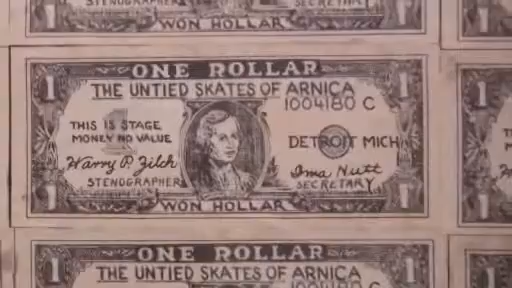 STENOGRAPHER SECRETARY
WON ROLLAR
ONE ROLLAR
THE UNTIED SKATES OF ARNICA
1004180 C
THIS IS STAGE
MONEY NO VALUE
DETROIT MICH
Harry P. Zilch
STENOGRAPHER
Ima Nutt
SECRETARY
WON HOLLAR
1
1
1
1
ONE ROLLAR
THE UNTIED SKATES OF ARNICA
1
1